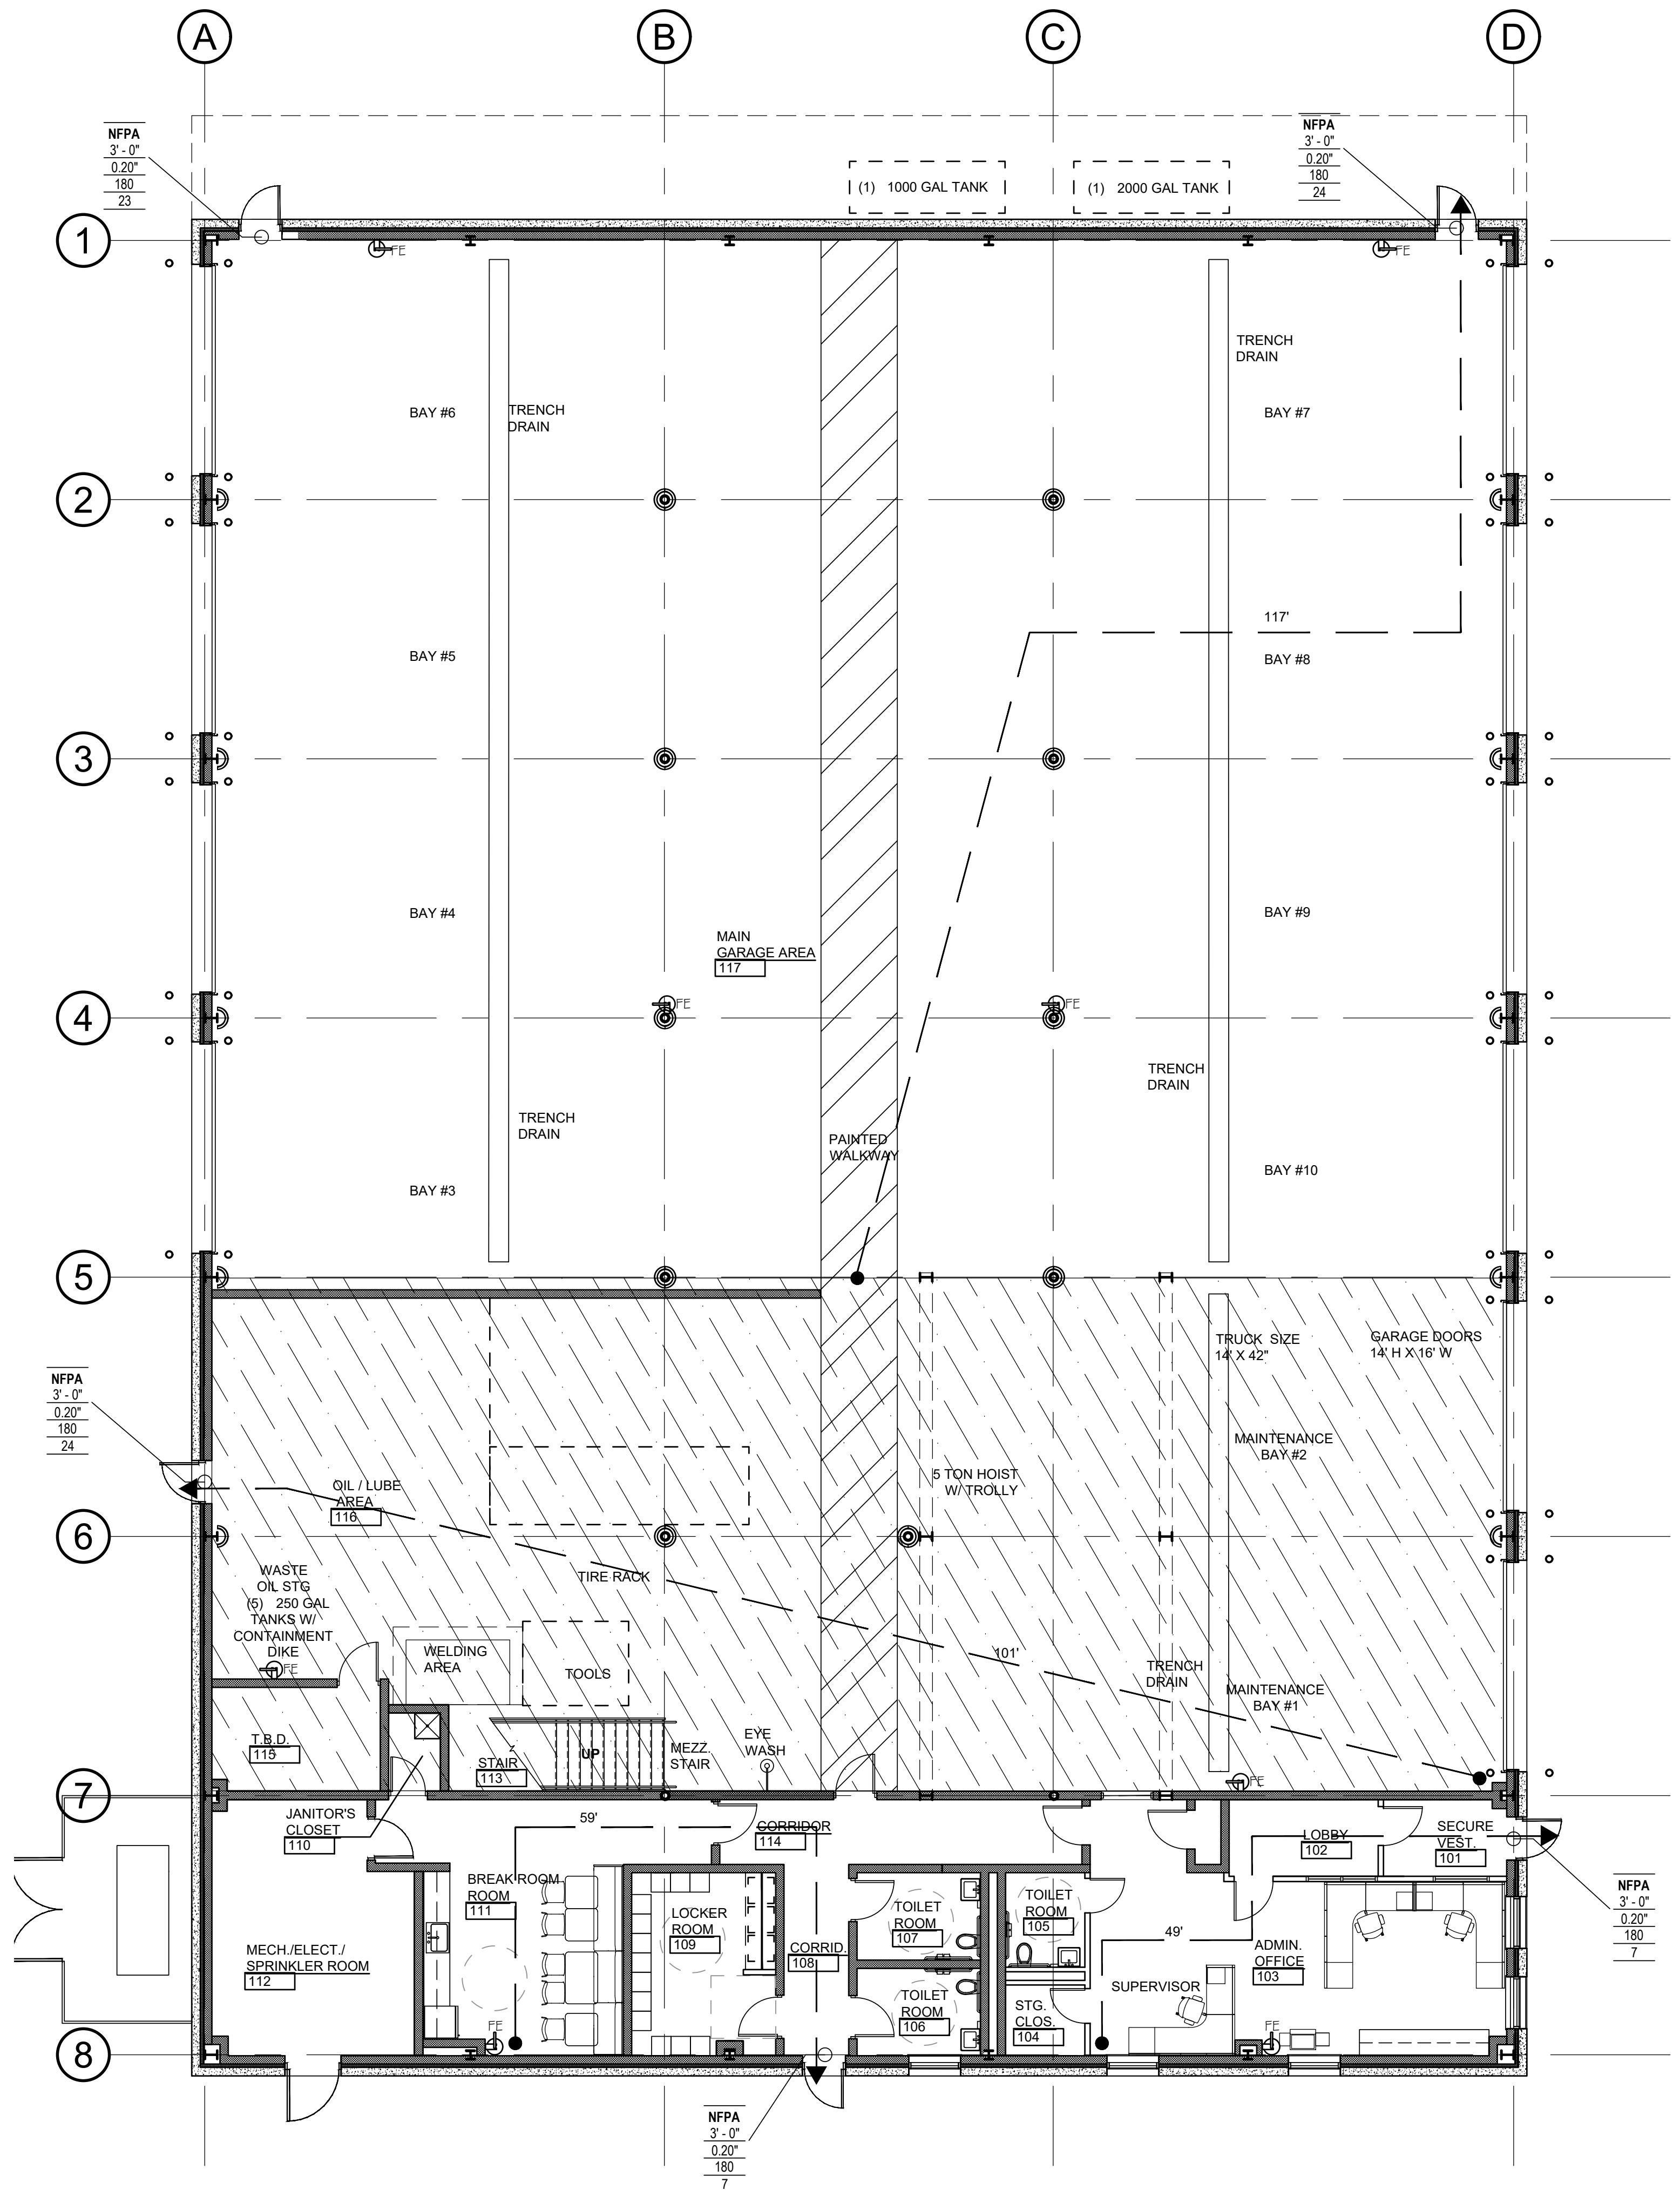 A
B
C
D
NFPA
3' - 0"
0.20"
180
23
NFPA
3' - 0"
0.20"
180
24
(1) 1000 GAL TANK
(1) 2000 GAL TANK
1
FE
FE
TRENCH
DRAIN
BAY #6
TRENCH
DRAIN
BAY #7
2
117'
BAY #5
BAY #8
3
BAY #4
BAY #9
MAIN
GARAGE AREA
117
FE
FE
4
TRENCH
DRAIN
TRENCH
DRAIN
PAINTED
WALKWAY
BAY #3
BAY #10
5
TRUCK SIZE
14' X 42"
GARAGE DOORS
14' H X 16' W
NFPA
3' - 0"
0.20"
180
24
MAINTENANCE
BAY #2
5 TON HOIST
W/ TROLLY
OIL / LUBE
AREA
116
6
WASTE
OIL STG
(5) 250 GAL
TANKS W/
CONTAINMENT
DIKE
FE
TIRE RACK
WELDING
AREA
TOOLS
101'
TRENCH
DRAIN
MAINTENANCE
BAY #1
T.B.D.
115
STAIR
113
UP
MEZZ.
STAIR
EYE
WASH
FE
7
JANITOR'S
CLOSET
110
59'
CORRIDOR
114
LOBBY
102
SECURE
VEST.
101
BREAK ROOM
ROOM
111
LOCKER
ROOM
109
TOILET
ROOM
107
TOILET
ROOM
105
NFPA
3' - 0"
0.20"
180
7
MECH./ELECT./
SPRINKLER ROOM
112
CORRID.
108
49'
ADMIN.
OFFICE
103
SUPERVISOR
TOILET
ROOM
106
STG.
CLOS.
104
FE
FE
8
NFPA
3' - 0"
0.20"
180
7